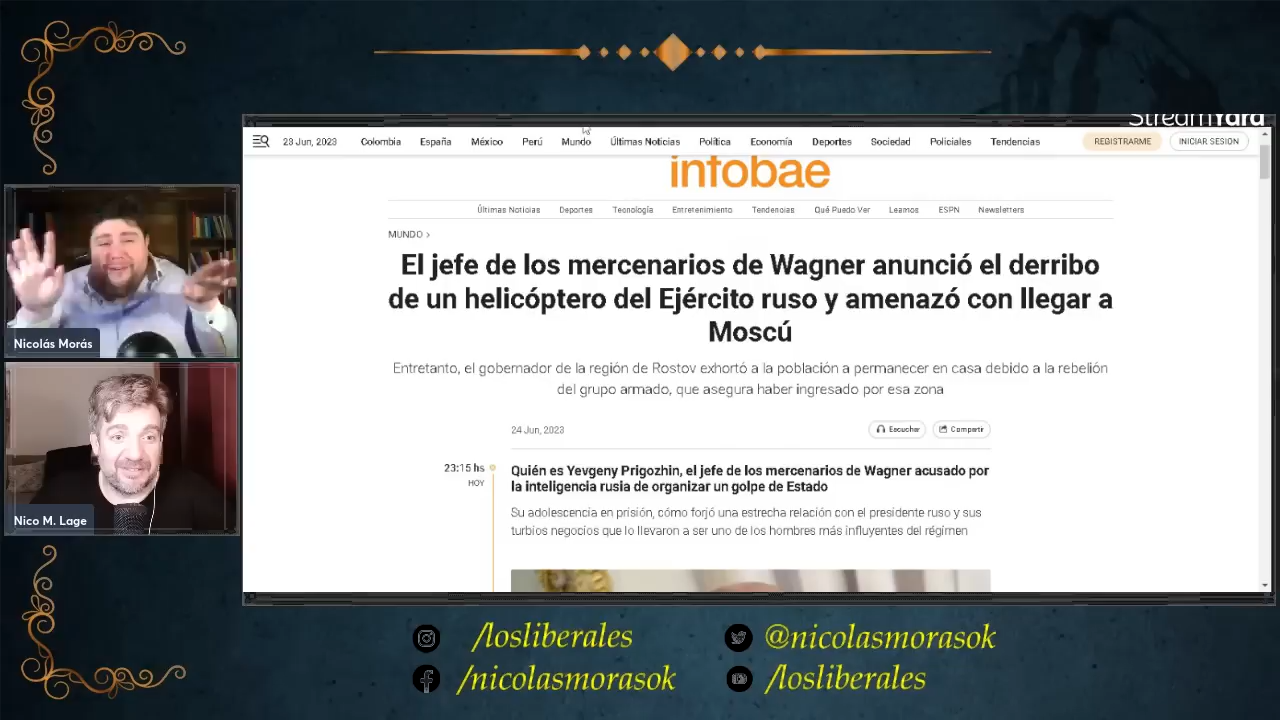 StreamYard
23 Jun, 2023 Colombia España México Perú Mundo Últimas Noticias Política Economía Deportes Sociedad Policiales Tendencias REGISTRARME INICIAR SESIÓN
infobae
Últimas Noticias Deportes Tecnología Entretenimiento Tendencias Qué Puedo Ver Leamos ESPN Newsletters
MUNDO >
El jefe de los mercenarios de Wagner anunció el derribo
de un helicóptero del Ejército ruso y amenazó con llegar a
Moscú
Entretanto, el gobernador de la región de Rostov exhortó a la población a permanecer en casa debido a la rebelión
del grupo armado, que asegura haber ingresado por esa zona
24 Jun, 2023 Escuchar Compartir
23:15 hs
HOY
Quién es Yevgeny Prigozhin, el jefe de los mercenarios de Wagner acusado por
la inteligencia rusia de organizar un golpe de Estado
Su adolescencia en prisión, cómo forjó una estrecha relación con el presidente ruso y sus
turbios negocios que lo llevaron a ser uno de los hombres más influyentes del régimen
Nicolás Morás
Nico M. Lage
/losliberales
@nicolasmorasok
/nicolasmorasok
/losliberales